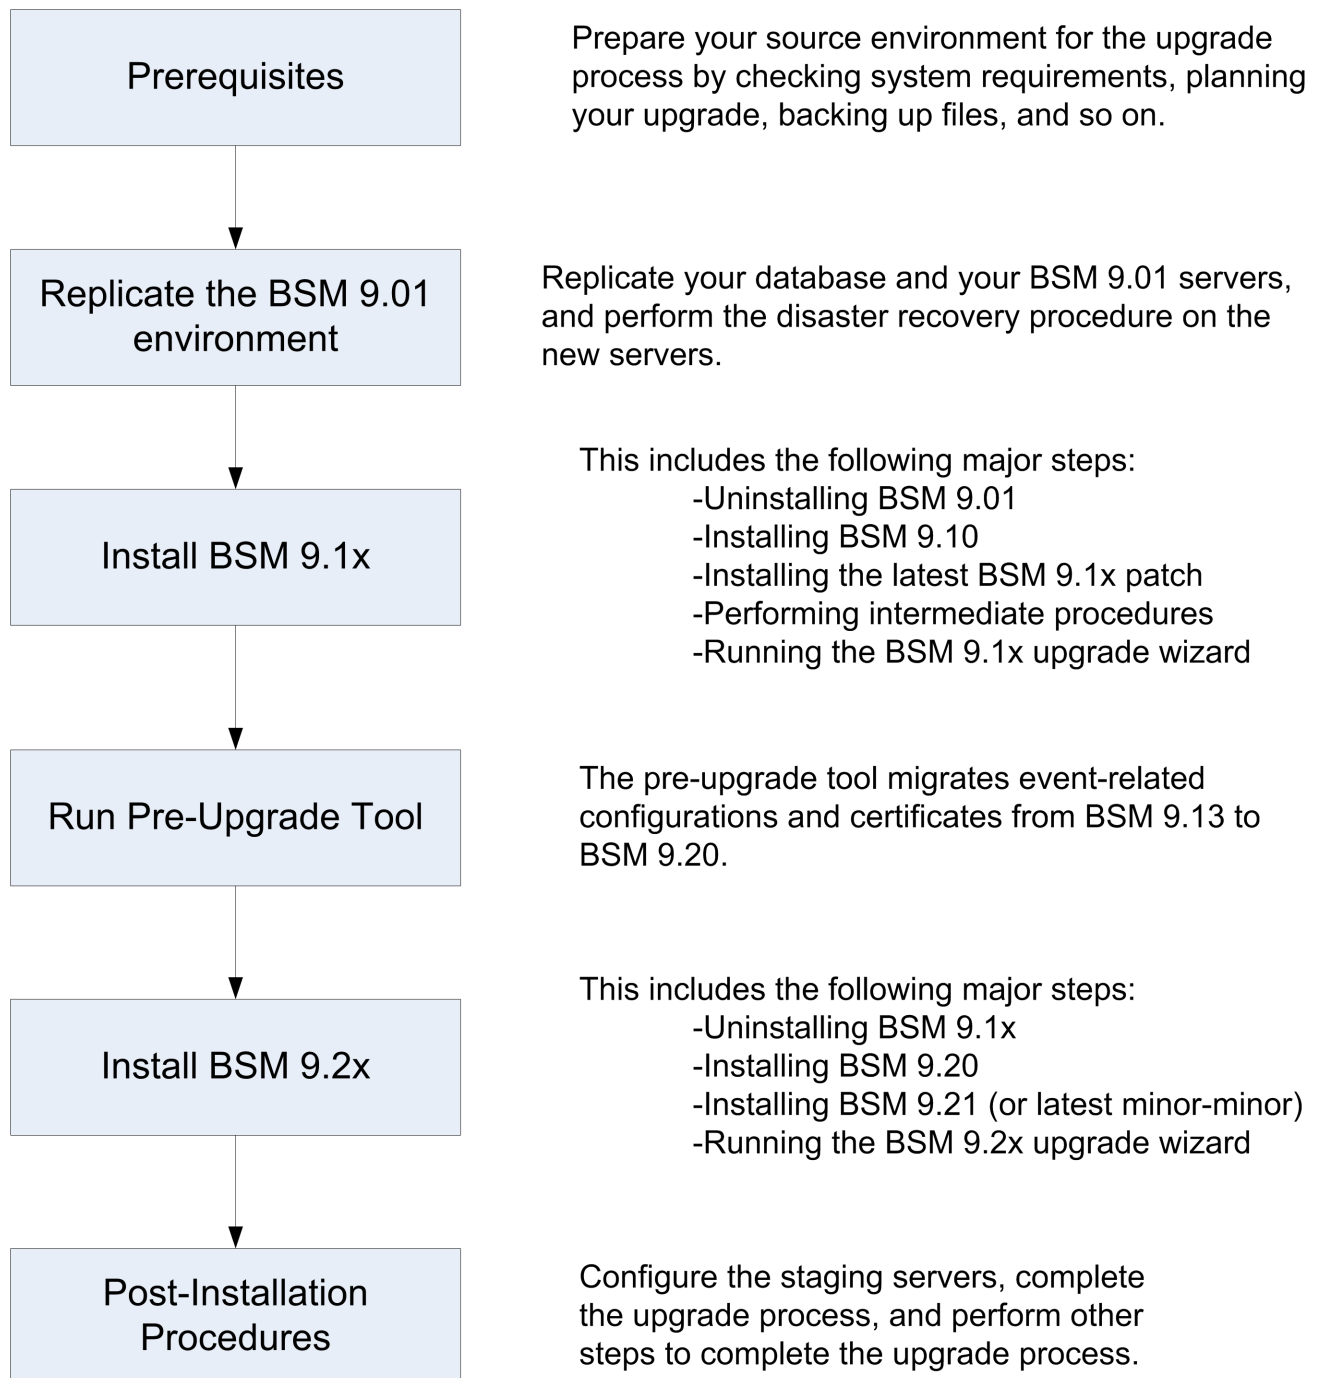 Prerequisites
Prepare your source environment for the upgrade
process by checking system requirements, planning
your upgrade, backing up files, and so on.
Replicate the BSM 9.01
environment
Replicate your database and your BSM 9.01 servers,
and perform the disaster recovery procedure on the
new servers.
Install BSM 9.1x
This includes the following major steps:
-Uninstalling BSM 9.01
-Installing BSM 9.10
-Installing the latest BSM 9.1x patch
-Performing intermediate procedures
-Running the BSM 9.1x upgrade wizard
Run Pre-Upgrade Tool
The pre-upgrade tool migrates event-related
configurations and certificates from BSM 9.13 to
BSM 9.20.
Install BSM 9.2x
This includes the following major steps:
-Uninstalling BSM 9.1x
-Installing BSM 9.20
-Installing BSM 9.21 (or latest minor-minor)
-Running the BSM 9.2x upgrade wizard
Post-Installation
Procedures
Configure the staging servers, complete
the upgrade process, and perform other
steps to complete the upgrade process.